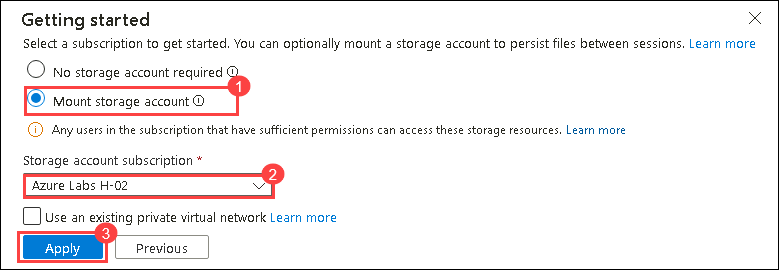 Getting started
Select a subscription to get started. You can optionally mount a storage account to persist files between sessions. Learn more
No storage account required
1
Mount storage account
Any users in the subscription that have sufficient permissions can access these storage resources. Learn more
Storage account subscription *
2
Azure Labs H-02
Use an existing private virtual network Learn more
3
Apply Previous